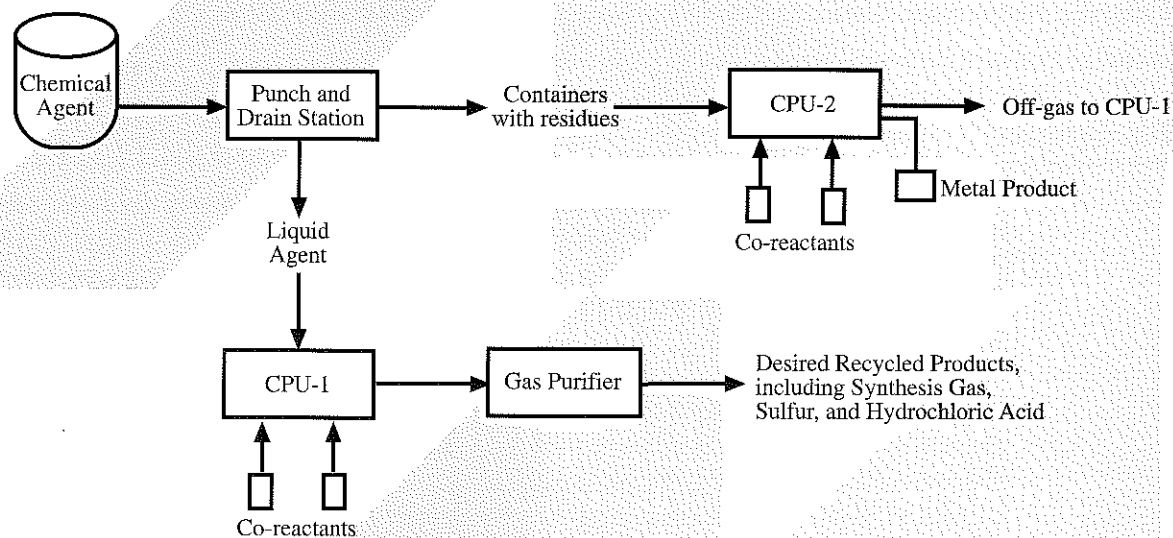 Chemical
Agent
Punch and
Drain Station
Containers
with residues
CPU-2
Off-gas to CPU-1
Metal Product
Co-reactants
Liquid
Agent
CPU-1
Gas Purifier
Desired Recycled Products,
including Synthesis Gas,
Sulfur, and Hydrochloric Acid
Co-reactants